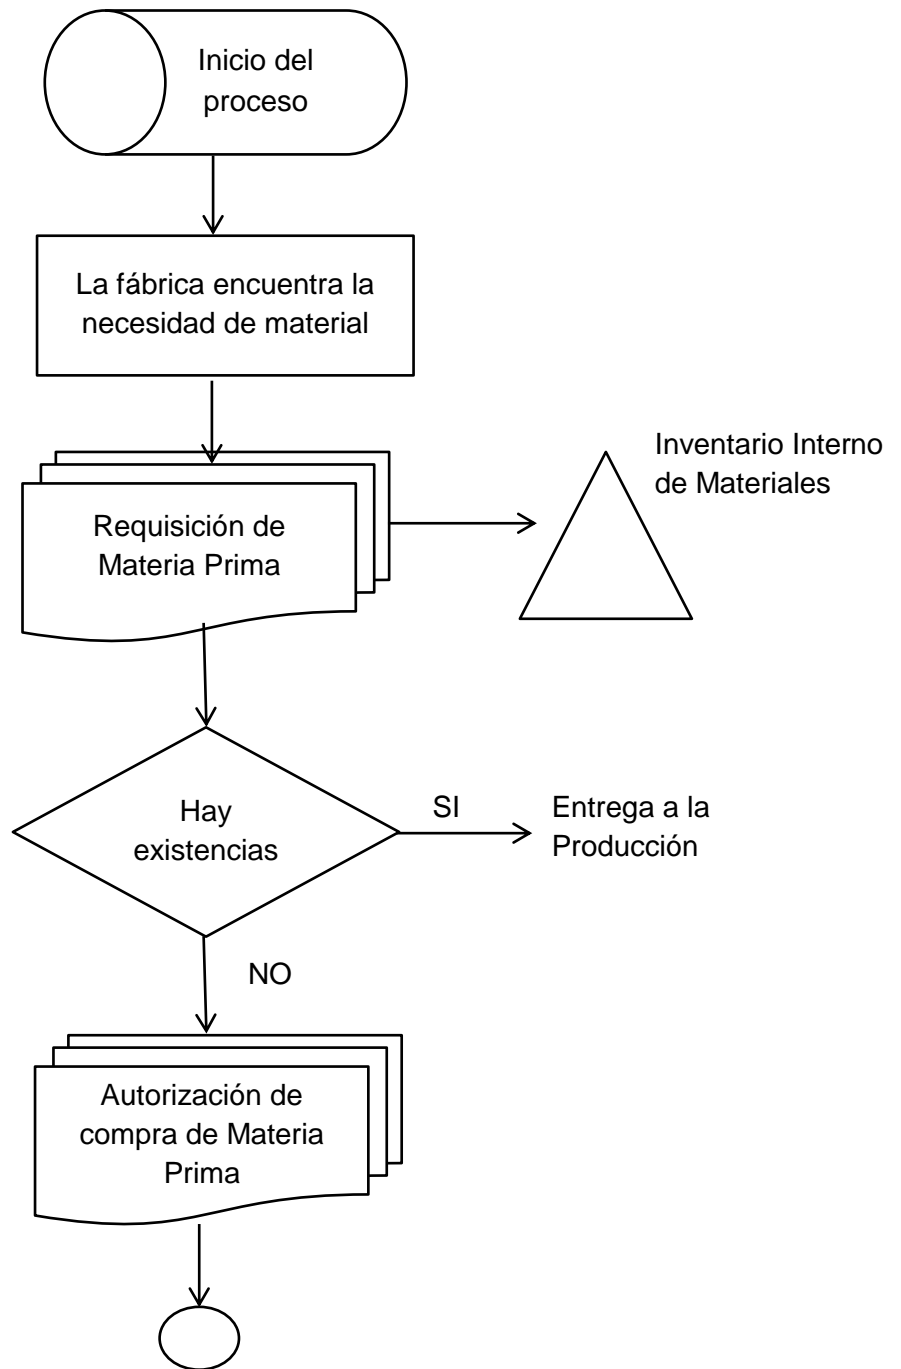 Inicio del
proceso
La fábrica encuentra la
necesidad de material
Inventario Interno
de Materiales
Requisición de
Materia Prima
Hay
existencias
SI
Entrega a la
Producción
NO
Autorización de
compra de Materia
Prima